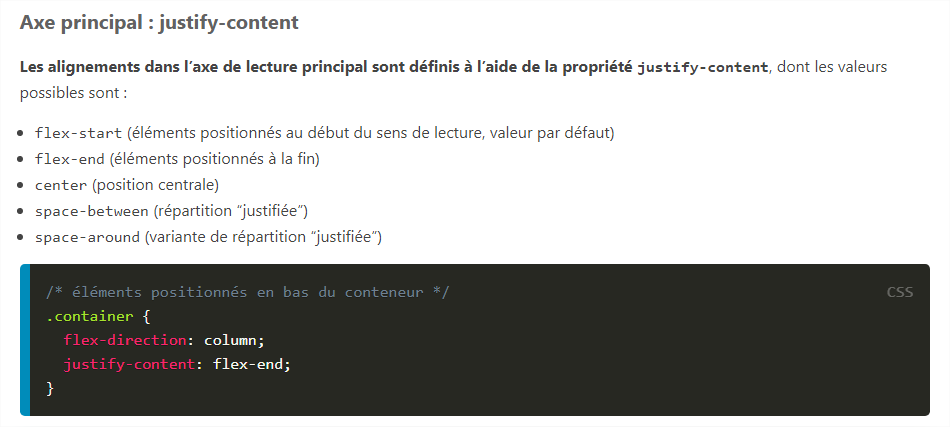 Axe principal : justify-content
Les alignements dans l’axe de lecture principal sont définis à l’aide de la propriété justify-content, dont les valeurs
possibles sont :
• flex-start (éléments positionnés au début du sens de lecture, valeur par défaut)
• flex-end (éléments positionnés à la fin)
• center (position centrale)
• space-between (répartition “justifiée”)
• space-around (variante de répartition “justifiée”)
/* éléments positionnés en bas du conteneur */ CSS
.container {
  flex-direction: column;
  justify-content: flex-end;
}